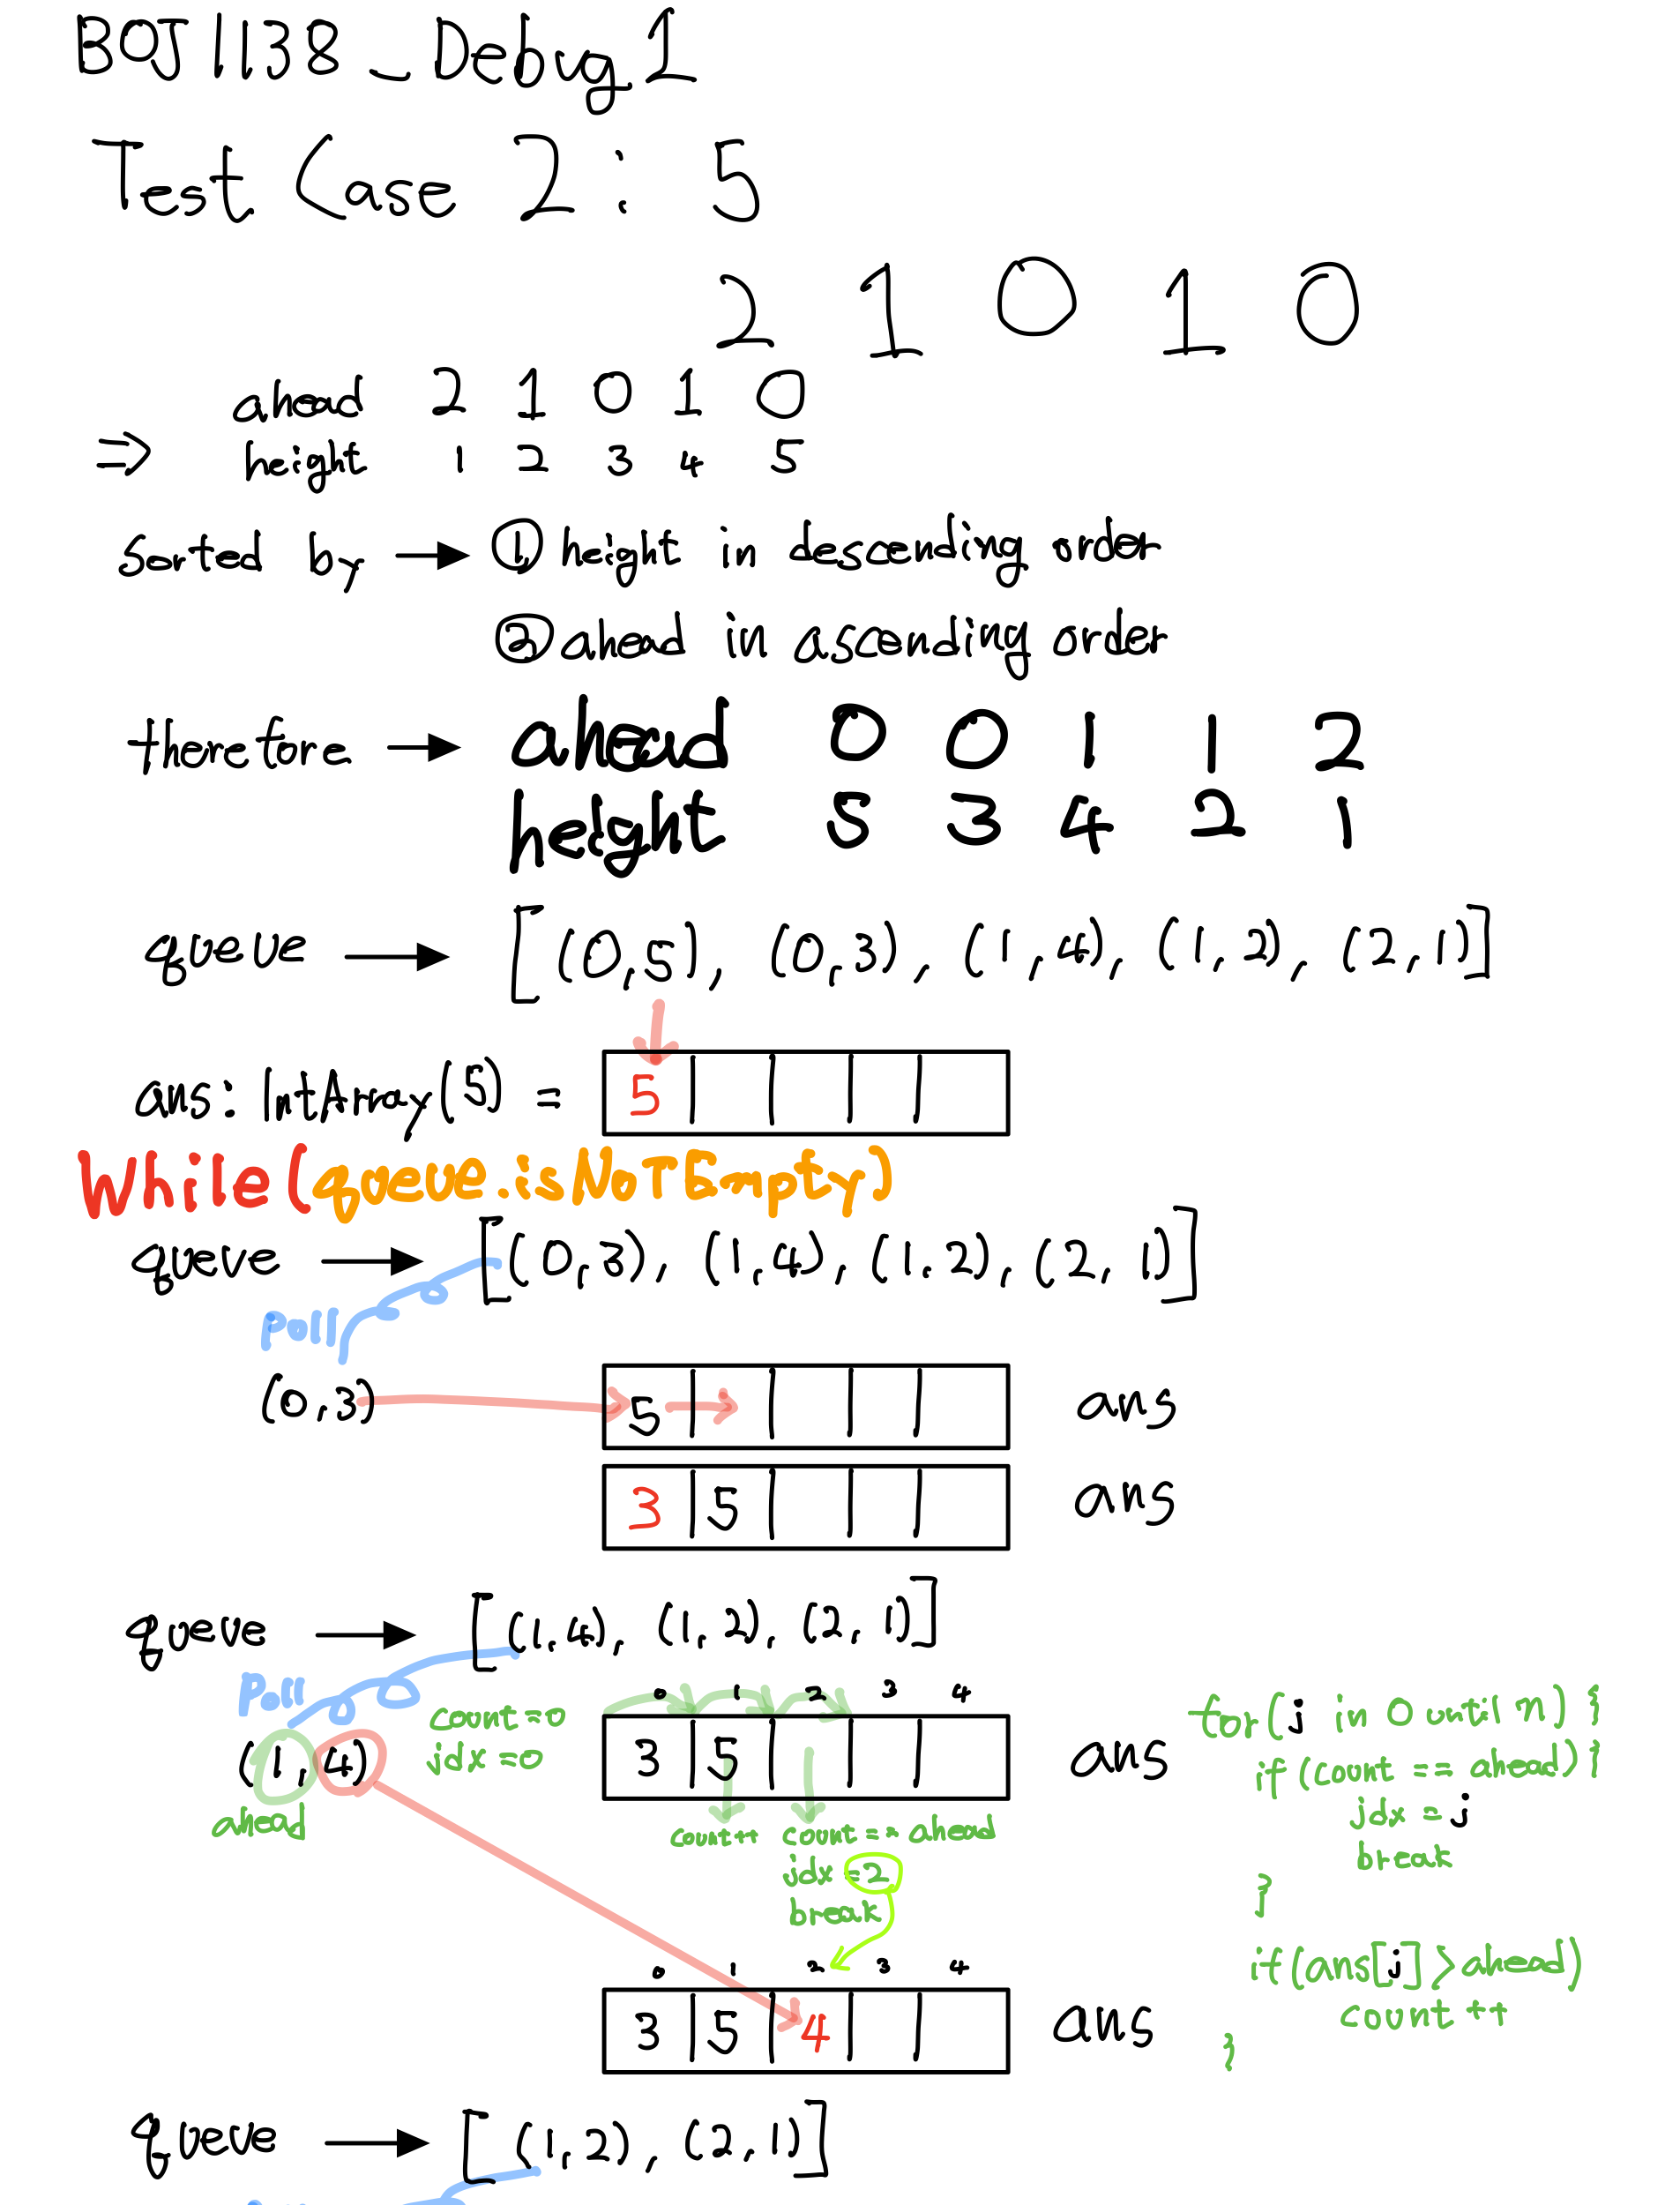 BOJ1138_Debug1
Test Case 2 : 5
2 1 0 1 0
ahead 2 1 0 1 0
⇒ height 1 2 3 4 5
sorted by → ① height in descending order
② ahead in ascending order
therefore → ahead 0 0 1 1 2
height 5 3 4 2 1
queue → [(0,5), (0,3), (1,4), (1,2), (2,1)]
ans: IntArray(5) = 5
While(queue.isNoTEmpty)
queue → [(0,3), (1,4), (1,2), (2,1)]
Poll
(0,3) 5 ans
3 5 ans
queue → [(1,4), (1,2), (2,1)]
Poll
0 1 2 3 4
count=0
idx=0
(1,4) 3 5 ans
ahead
count++
count==ahead
idx=2
break
for(j in 0 until n) {
if(count == ahead) {
idx = j
break
}
if(ans[j]>ahead)
count++
}
0 1 2 3 4
3 5 4 ans
queue → [(1,2), (2,1)]